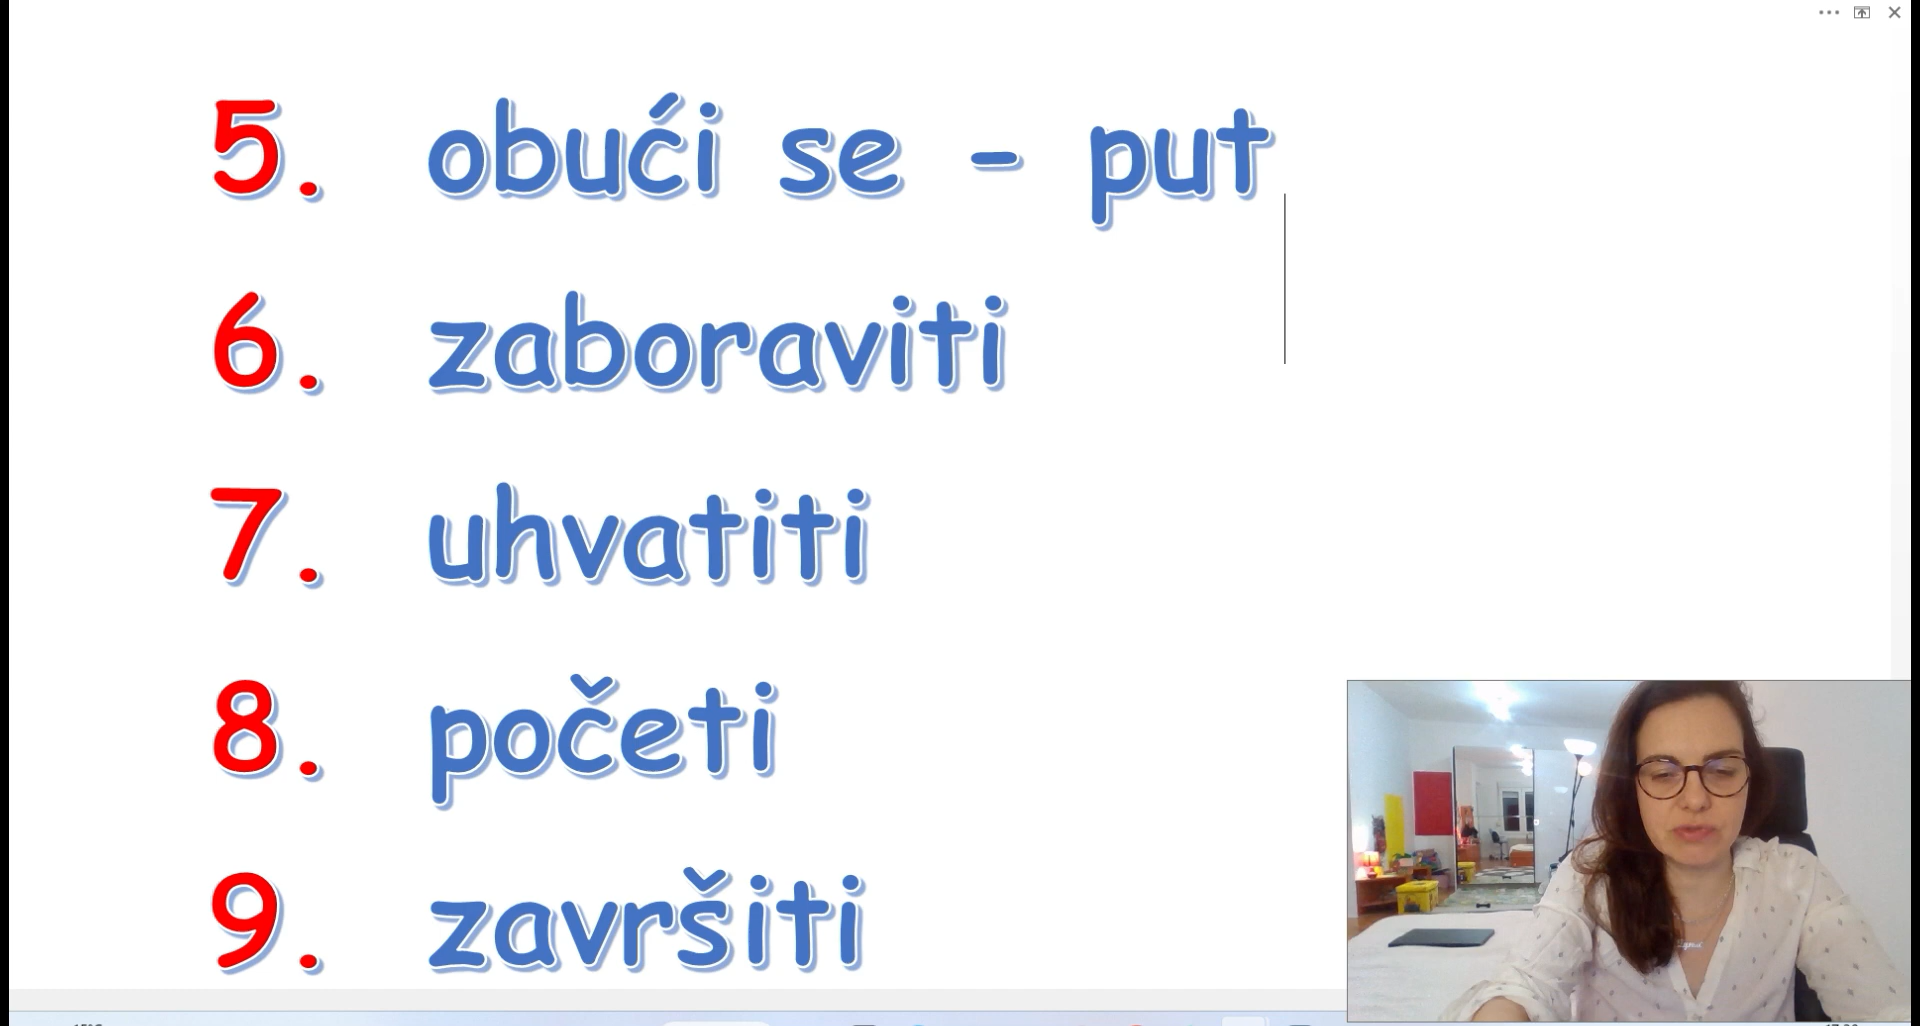 5. obući se - put
6. zaboraviti
7. uhvatiti
8. početi
9. završiti